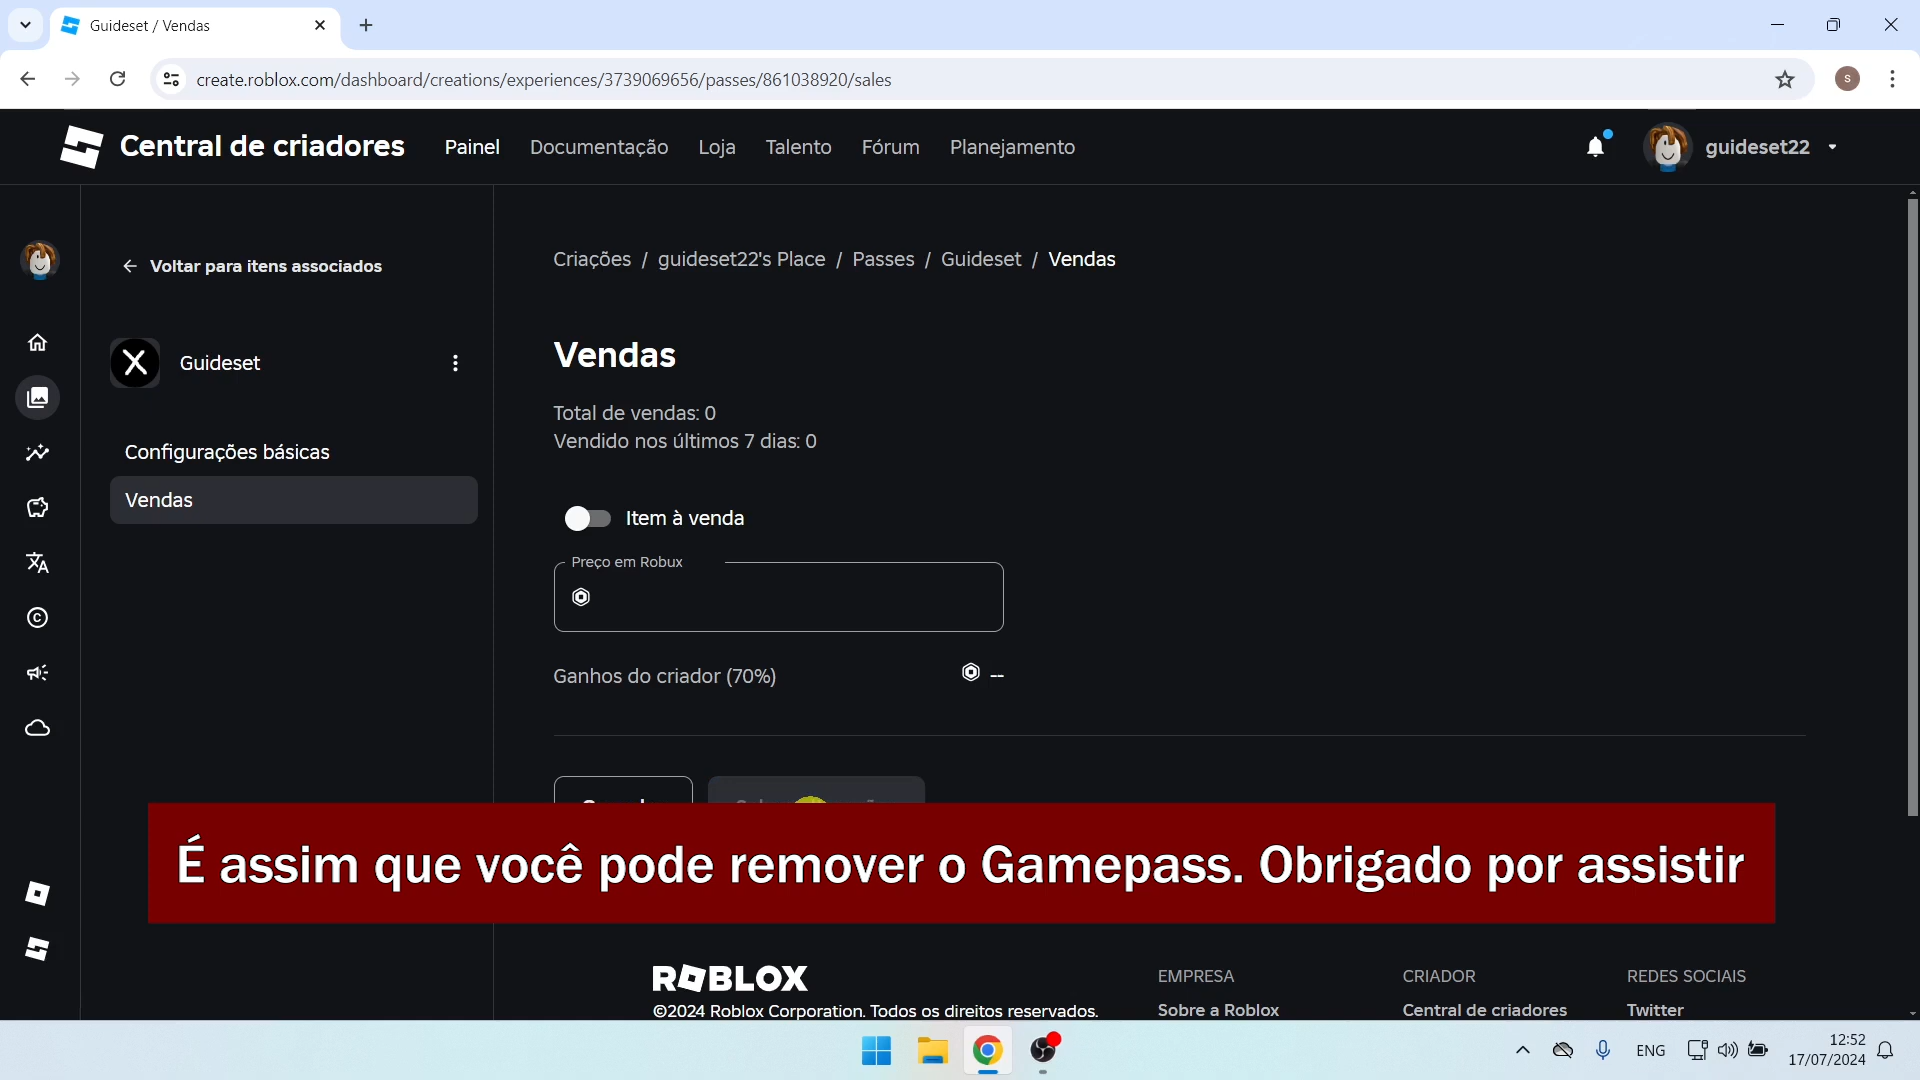 Guideset / Vendas
create.roblox.com/dashboard/creations/experiences/3739069656/passes/861038920/sales
S
Central de criadores
Painel
Documentação
Loja
Talento
Fórum
Planejamento
guideset22
Voltar para itens associados
Guideset
Configurações básicas
Vendas
Criações / guideset22's Place / Passes / Guideset / Vendas
Vendas
Total de vendas: 0
Vendido nos últimos 7 dias: 0
Item à venda
Preço em Robux
Ganhos do criador (70%)
--
É assim que você pode remover o Gamepass. Obrigado por assistir
ROBLOX
©2024 Roblox Corporation. Todos os direitos reservados.
EMPRESA
Sobre a Roblox
CRIADOR
Central de criadores
REDES SOCIAIS
Twitter
ENG
12:52
17/07/2024